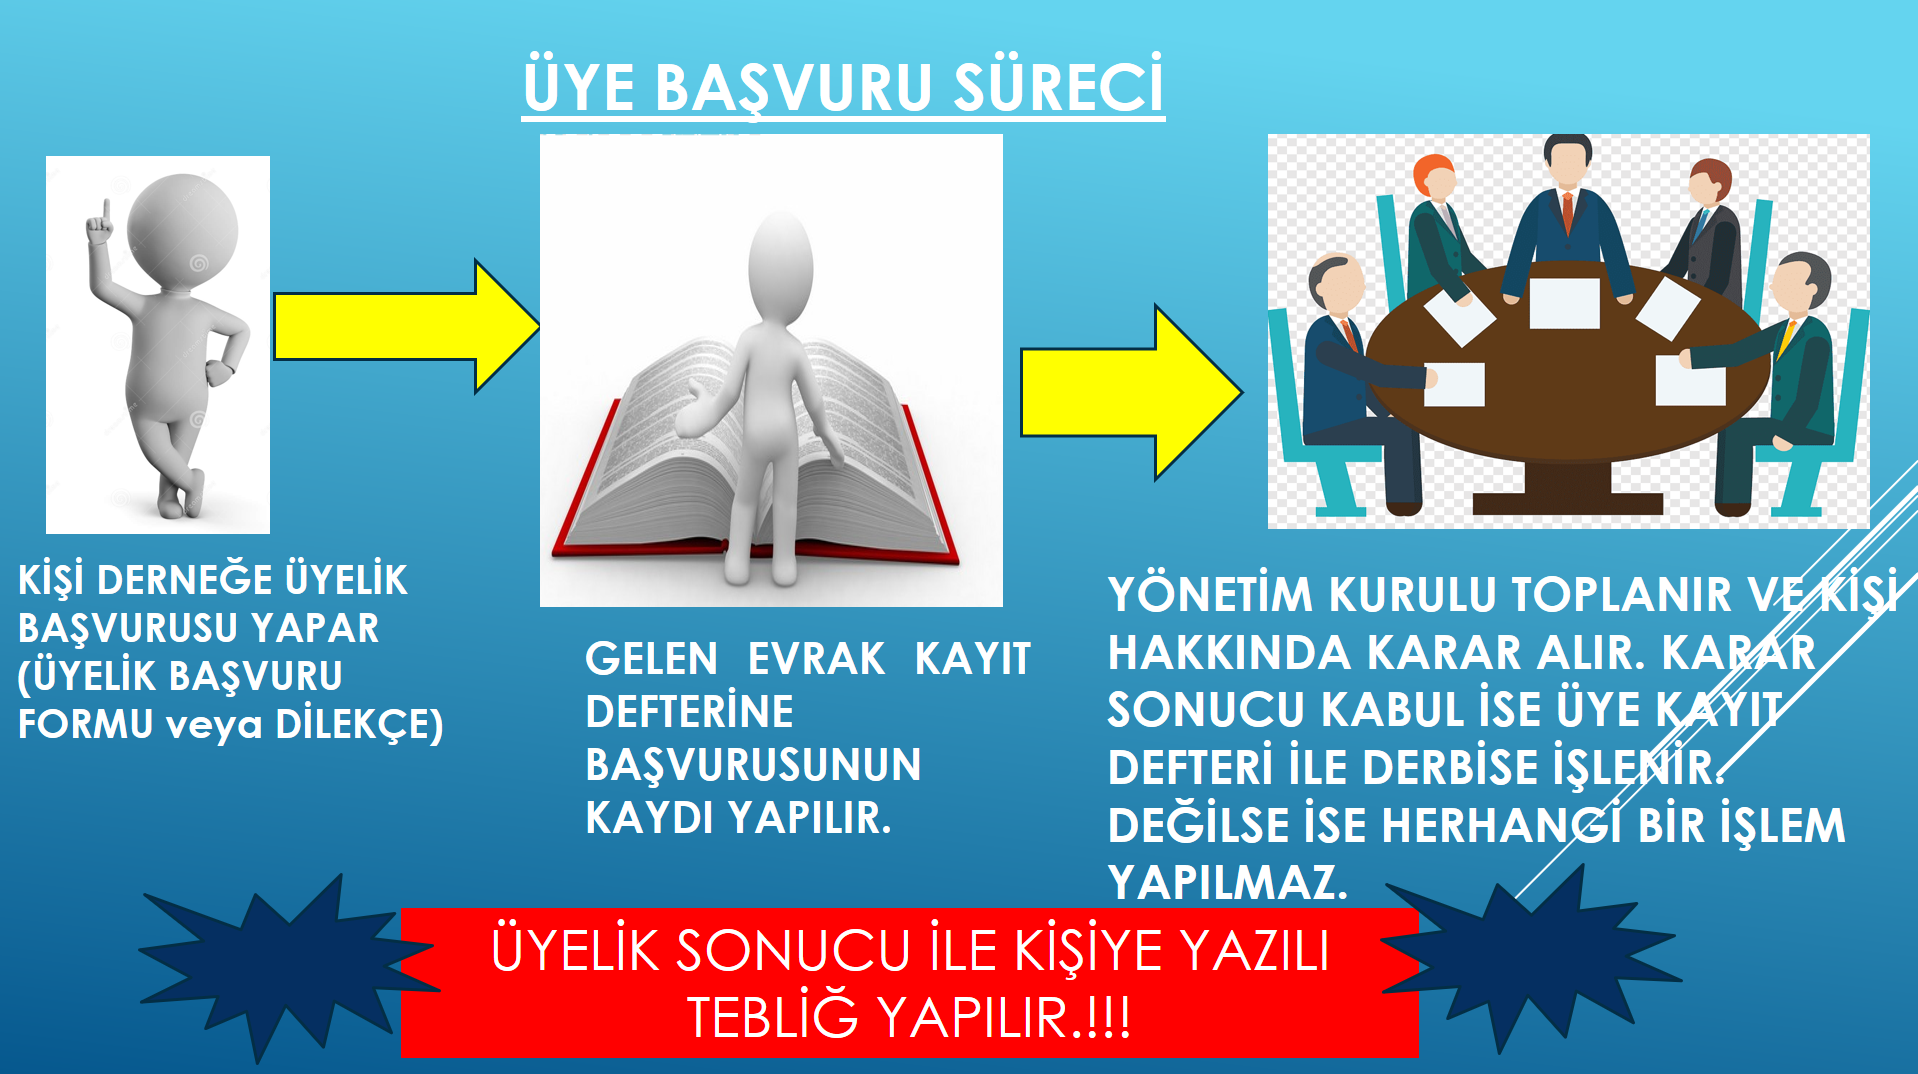 ÜYE BAŞVURU SÜRECİ
KİŞİ DERNEĞE ÜYELİK
BAŞVURUSU YAPAR
(ÜYELİK BAŞVURU
FORMU veya DİLEKÇE)
GELEN EVRAK KAYIT
DEFTERİNE
BAŞVURUSUNUN
KAYDI YAPILIR.
YÖNETİM KURULU TOPLANIR VE KİŞİ
HAKKINDA KARAR ALIR. KARAR
SONUCU KABUL İSE ÜYE KAYIT
DEFTERİ İLE DERBİSE İŞLENİR.
DEĞİLSE İSE HERHANGİ BİR İŞLEM
YAPILMAZ.
ÜYELİK SONUCU İLE KİŞİYE YAZILI
TEBLİĞ YAPILIR.!!!